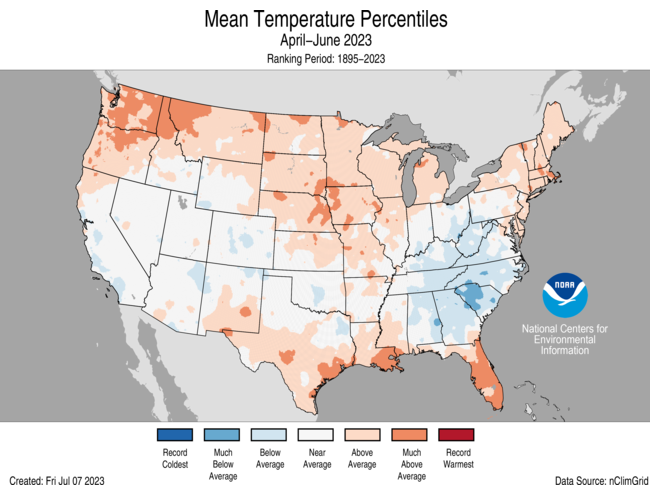 Mean Temperature Percentiles
April–June 2023
Ranking Period: 1895–2023
NOAA
National Centers for
Environmental
Information
Record
Coldest
Much
Below
Average
Below
Average
Near
Average
Above
Average
Much
Above
Average
Record
Warmest
Created: Fri Jul 07 2023
Data Source: nClimGrid